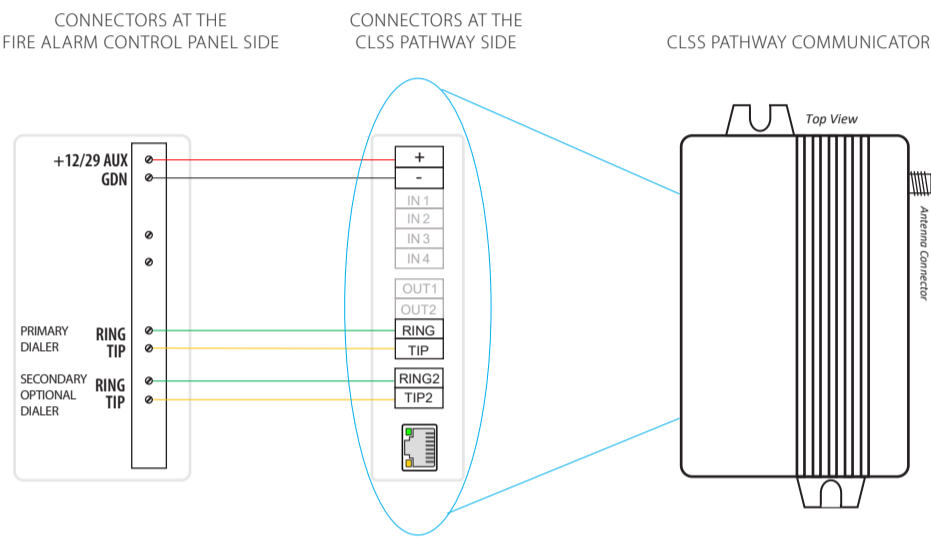 CONNECTORS AT THE
FIRE ALARM CONTROL PANEL SIDE
CONNECTORS AT THE
CLSS PATHWAY SIDE
CLSS PATHWAY COMMUNICATOR
+12/29 AUX
GDN
PRIMARY
DIALER
RING
TIP
SECONDARY
OPTIONAL
DIALER
RING
TIP
+
-
IN 1
IN 2
IN 3
IN 4
OUT1
OUT2
RING
TIP
RING2
TIP2
Top View
Antenna Connector